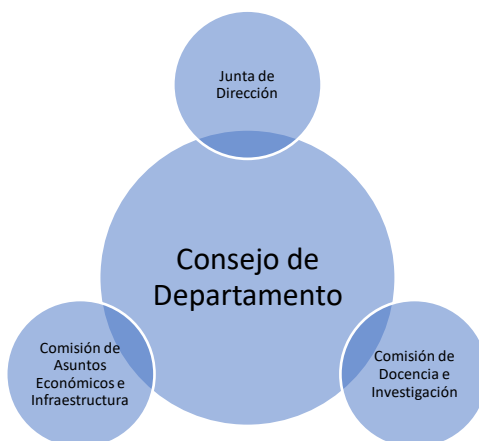 Junta de
Dirección
Consejo de
Departamento
Comisión de
Asuntos
Económicos e
Infraestructura
Comisión de
Docencia e
Investigación